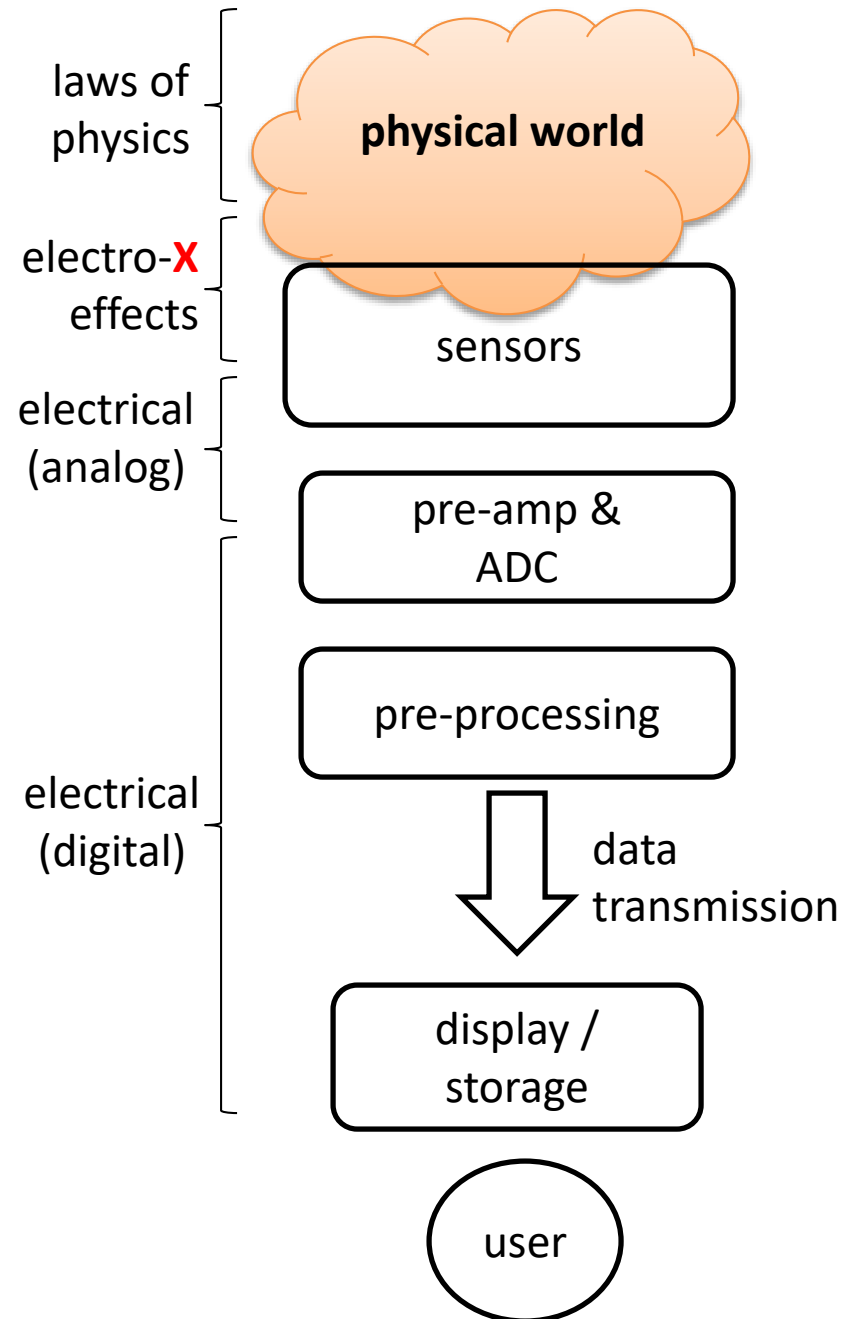 laws of
physics
physical world
electro-X
effects
sensors
electrical
(analog)
pre-amp &
ADC
pre-processing
electrical
(digital)
data
transmission
display /
storage
user